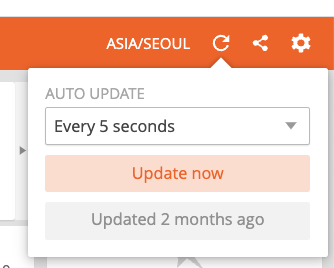 ASIA/SEOUL
AUTO UPDATE
Every 5 seconds
Update now
Updated 2 months ago